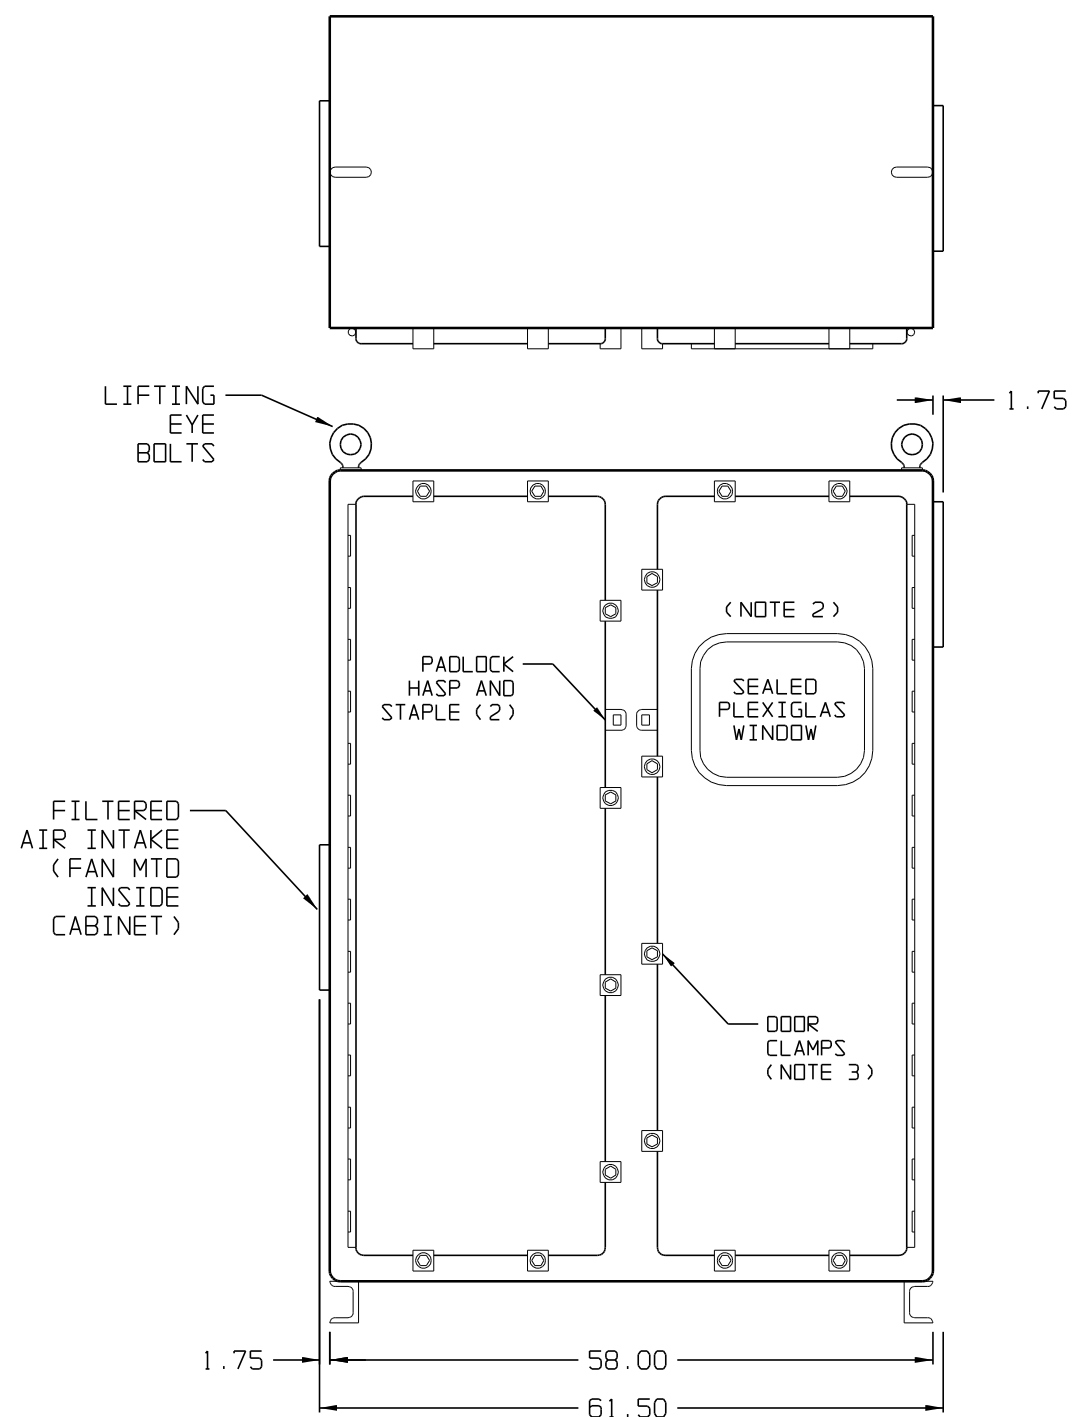 LIFTING
EYE
BOLTS
1.75
(NOTE 2)
PADLOCK
HASP AND
STAPLE (2)
SEALED
PLEXIGLAS
WINDOW
FILTERED
AIR INTAKE
(FAN MTD
INSIDE
CABINET)
DOOR
CLAMPS
(NOTE 3)
1.75
58.00
61.50